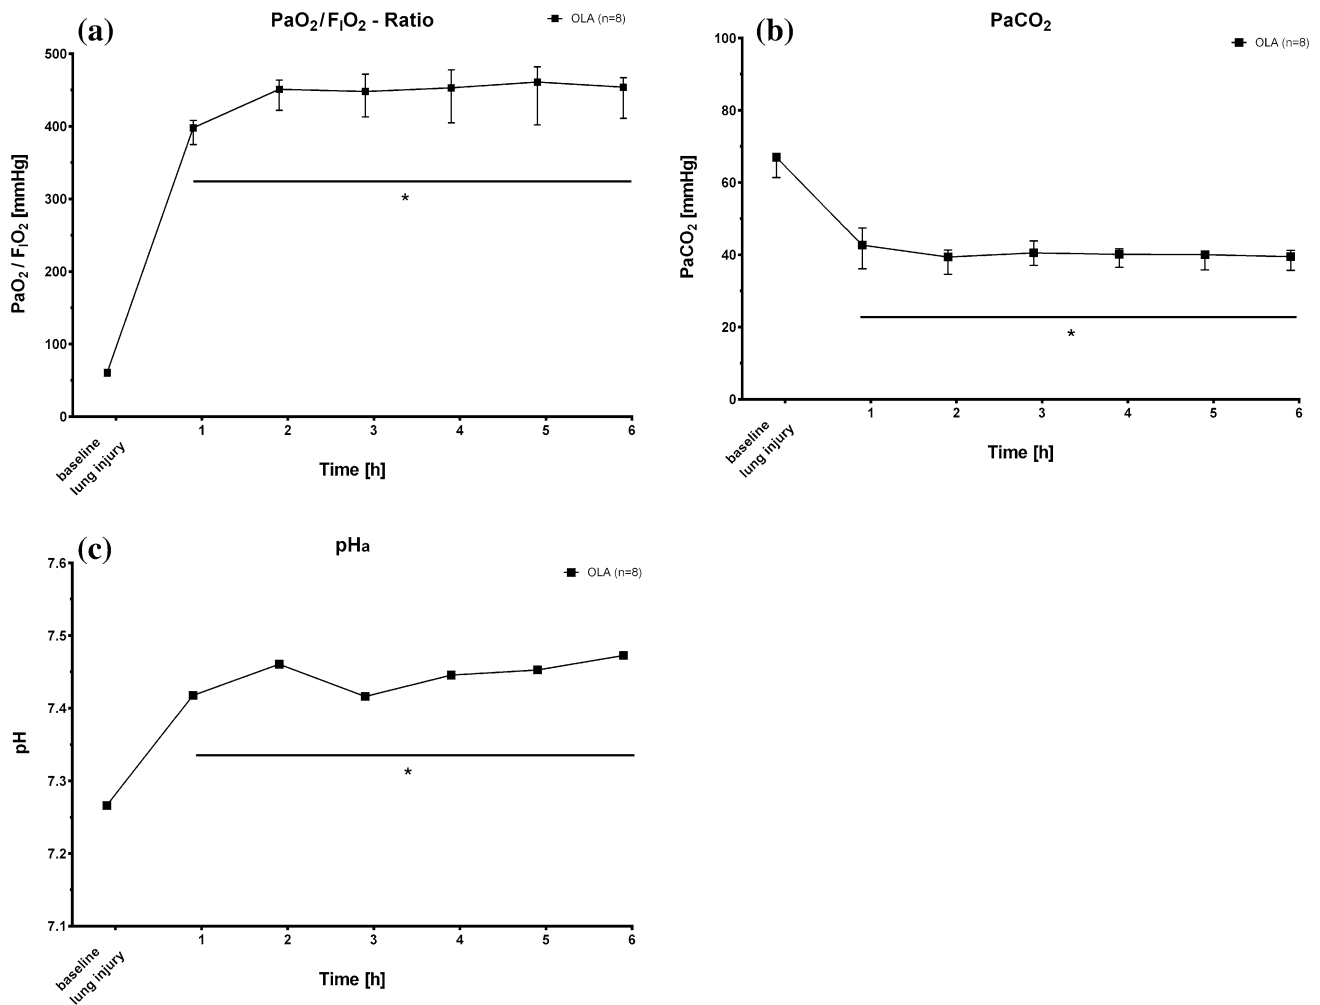 (a)
PaO2/FIO2 - Ratio
OLA (n=8)
PaO2 / FIO2 [mmHg]
500
400
300
200
100
0
*
baseline
lung injury
1 2 3 4 5 6
Time [h]
(b)
PaCO2
OLA (n=8)
PaCO2 [mmHg]
100
80
60
40
20
0
*
baseline
lung injury
1 2 3 4 5 6
Time [h]
(c)
pHa
OLA (n=8)
pH
7.6
7.5
7.4
7.3
7.2
7.1
*
baseline
lung injury
1 2 3 4 5 6
Time [h]